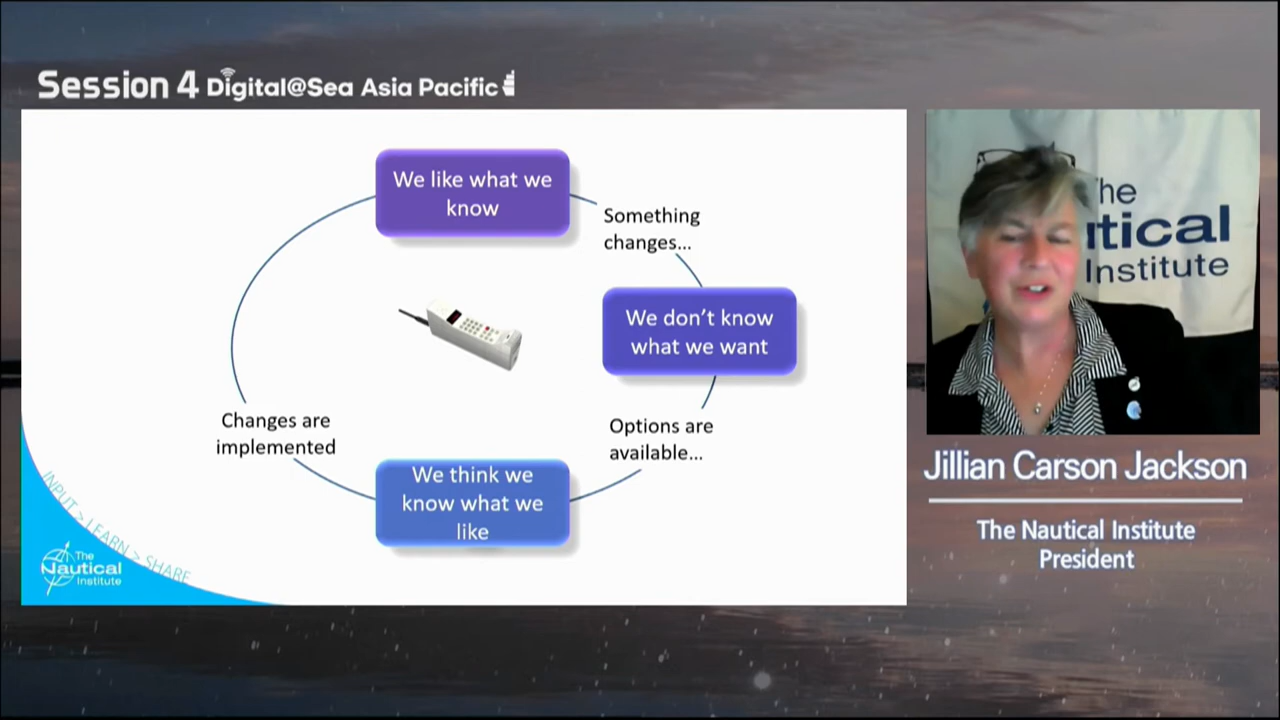 Session 4 Digital@Sea Asia Pacific
We like what we
know
Something
changes...
We don't know
what we want
Options are
available...
We think we
know what we
like
Changes are
implemented
INPUT > LEARN > SHARE
The
Nautical
Institute
he
tical
Institute
Jillian Carson Jackson
The Nautical Institute
President